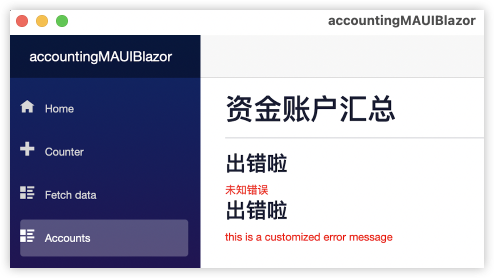 accountingMAUIBlazor
accountingMAUIBlazor
Home
Counter
Fetch data
Accounts
资金账户汇总
出错啦
未知错误
出错啦
this is a customized error message